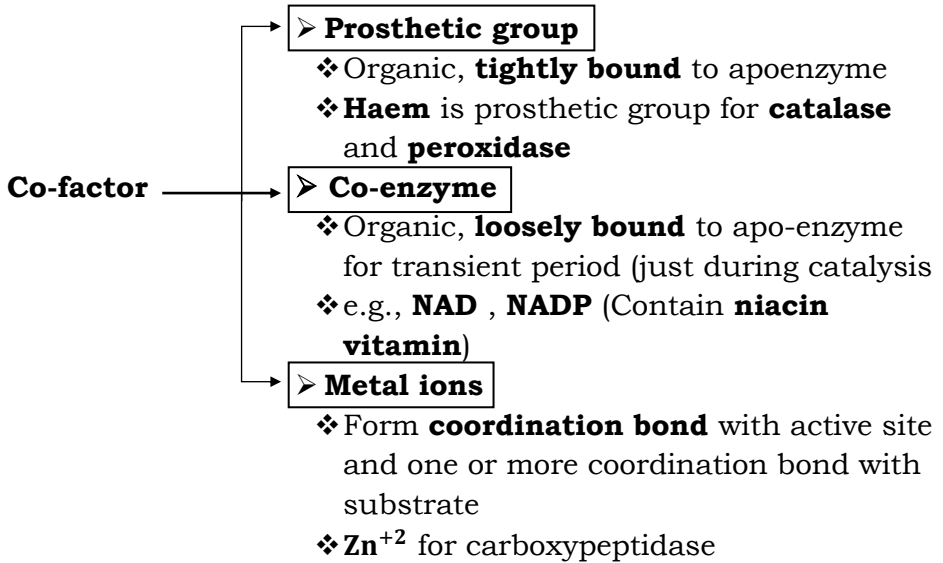 ➢ Prosthetic group
❖Organic, tightly bound to apoenzyme
❖Haem is prosthetic group for catalase
and peroxidase
Co-factor
➢ Co-enzyme
❖Organic, loosely bound to apo-enzyme
for transient period (just during catalysis
❖e.g., NAD , NADP (Contain niacin
vitamin)
➢ Metal ions
❖Form coordination bond with active site
and one or more coordination bond with
substrate
❖Zn⁺² for carboxypeptidase